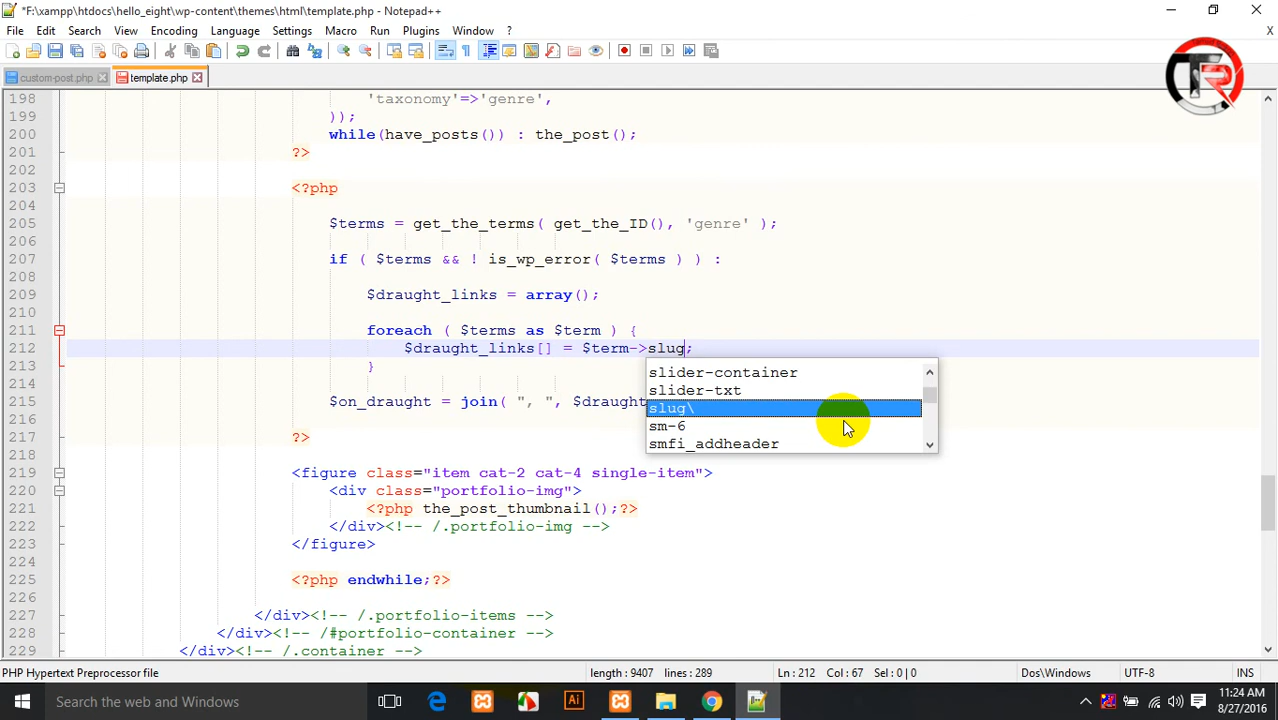 *F:\xampp\htdocs\hello_eight\wp-content\themes\html\template.php - Notepad++
File Edit Search View Encoding Language Settings Macro Run Plugins Window ? X
custom-post.php template.php
TR
198 'taxonomy'=>'genre',
199 ));
200 while(have_posts()) : the_post();
201 ?>
202
203 <?php
204
205 $terms = get_the_terms( get_the_ID(), 'genre' );
206
207 if ( $terms && ! is_wp_error( $terms ) ) :
208
209 $draught_links = array();
210
211 foreach ( $terms as $term ) {
212 $draught_links[] = $term->slug;
213 }
214
215 $on_draught = join( ", ", $draught
216
217 ?>
218
219 <figure class="item cat-2 cat-4 single-item">
220 <div class="portfolio-img">
221 <?php the_post_thumbnail();?>
222 </div><!-- /.portfolio-img -->
223 </figure>
224
225 <?php endwhile;?>
226
227 </div><!-- /.portfolio-items -->
228 </div><!-- /#portfolio-container -->
229 </div><!-- /.container -->
slider-container
slider-txt
slug\
sm-6
smfi_addheader
PHP Hypertext Preprocessor file length : 9407 lines : 289 Ln : 212 Col : 67 Sel : 0 | 0 Dos\Windows UTF-8 INS
Search the web and Windows
Ai
11:24 AM
8/27/2016